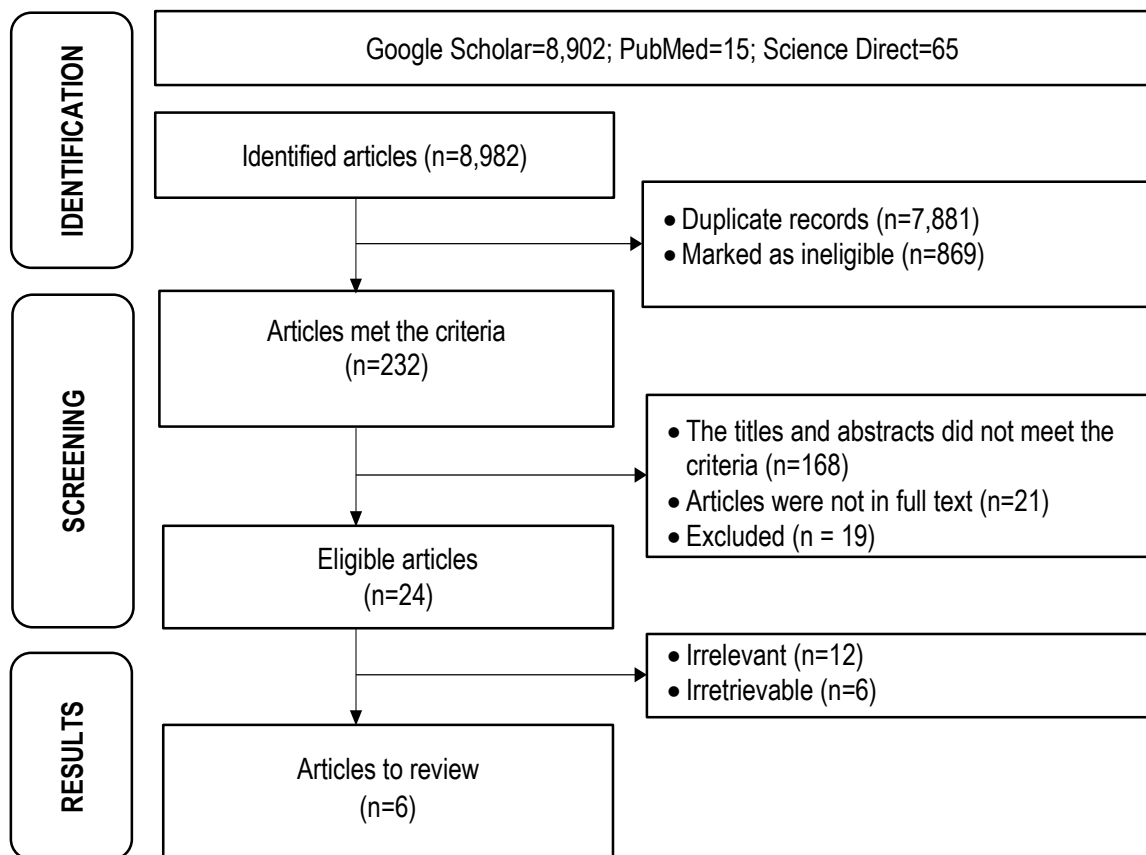 IDENTIFICATION
Google Scholar=8,902; PubMed=15; Science Direct=65
Identified articles (n=8,982)
• Duplicate records (n=7,881)
• Marked as ineligible (n=869)
SCREENING
Articles met the criteria
(n=232)
• The titles and abstracts did not meet the
criteria (n=168)
• Articles were not in full text (n=21)
• Excluded (n = 19)
Eligible articles
(n=24)
RESULTS
• Irrelevant (n=12)
• Irretrievable (n=6)
Articles to review
(n=6)